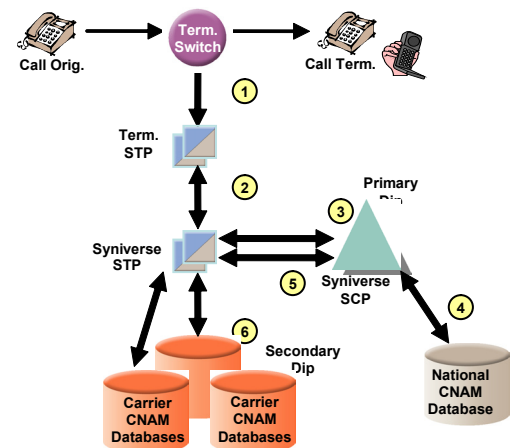 Term.
Switch
Call Orig.
Call Term.
1
Term.
STP
2
Primary
Dip
3
Syniverse
STP
5
Syniverse
SCP
4
6
Secondary
Dip
National
CNAM
Database
Carrier
CNAM
Databases
Carrier
CNAM
Databases